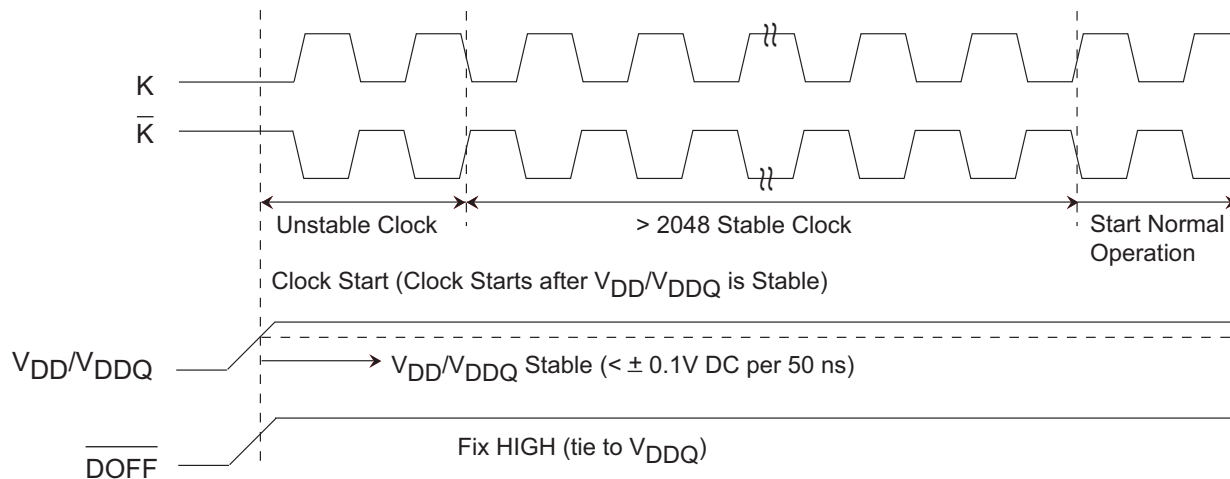 K
K̅
Unstable Clock
> 2048 Stable Clock
Start Normal
Operation
Clock Start (Clock Starts after VDD/VDDQ is Stable)
VDD/VDDQ
VDD/VDDQ Stable (< ± 0.1V DC per 50 ns)
Fix HIGH (tie to VDDQ)
D̅O̅F̅F̅